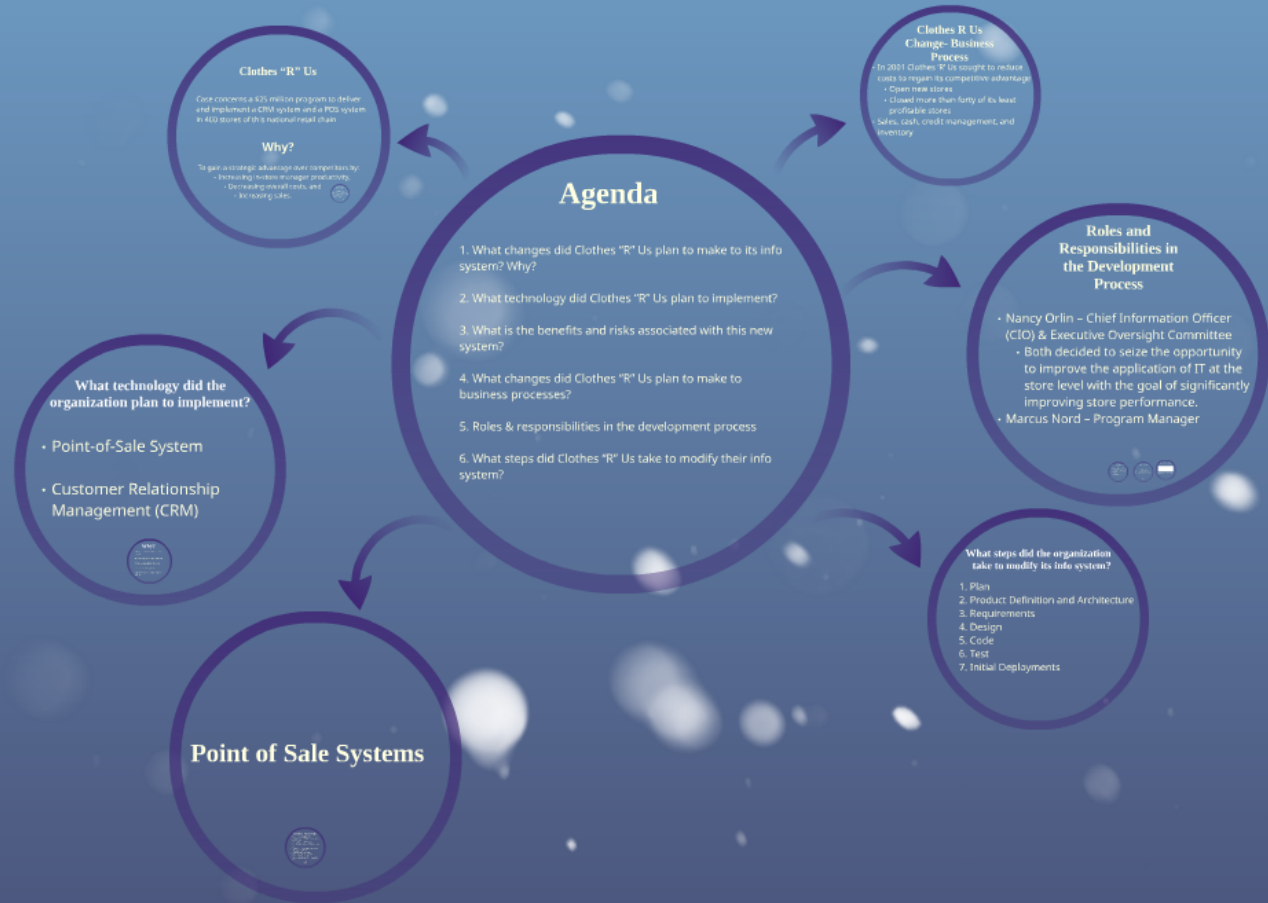 Clothes “R” Us
Case concerns a $25 million program to deliver
and implement a CRM system and a POS system
in 400 stores of this national retail chain
Why?
To gain a strategic advantage over competitors by:
- Increasing in-store manager productivity,
- Decreasing overall costs, and
- Increasing sales.
What technology did the
organization plan to implement?
• Point-of-Sale System
• Customer Relationship
Management (CRM)
Point of Sale Systems
Agenda
1. What changes did Clothes “R” Us plan to make to its info
system? Why?
2. What technology did Clothes “R” Us plan to implement?
3. What is the benefits and risks associated with this new
system?
4. What changes did Clothes “R” Us plan to make to
business processes?
5. Roles & responsibilities in the development process
6. What steps did Clothes “R” Us take to modify their info
system?
Clothes R Us
Change- Business
Process
• In 2001 Clothes 'R' Us sought to reduce
costs to regain its competitive advantage
• Open new stores
• Closed more than forty of its least
profitable stores
• Sales, cash, credit management, and
inventory
Roles and
Responsibilities in
the Development
Process
• Nancy Orlin – Chief Information Officer
(CIO) & Executive Oversight Committee
• Both decided to seize the opportunity
to improve the application of IT at the
store level with the goal of significantly
improving store performance.
• Marcus Nord – Program Manager
What steps did the organization
take to modify its info system?
1. Plan
2. Product Definition and Architecture
3. Requirements
4. Design
5. Code
6. Test
7. Initial Deployments